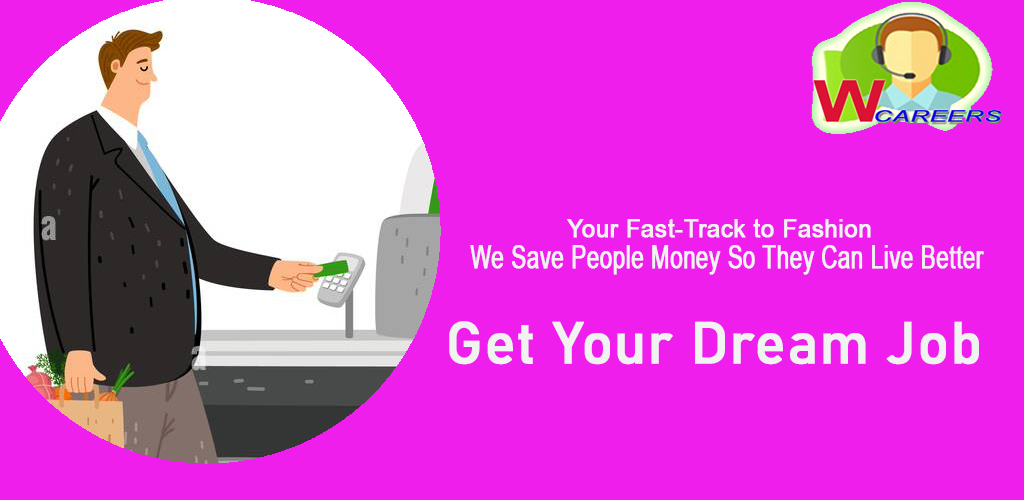 W CAREERS
Your Fast-Track to Fashion
We Save People Money So They Can Live Better
Get Your Dream Job
a
a